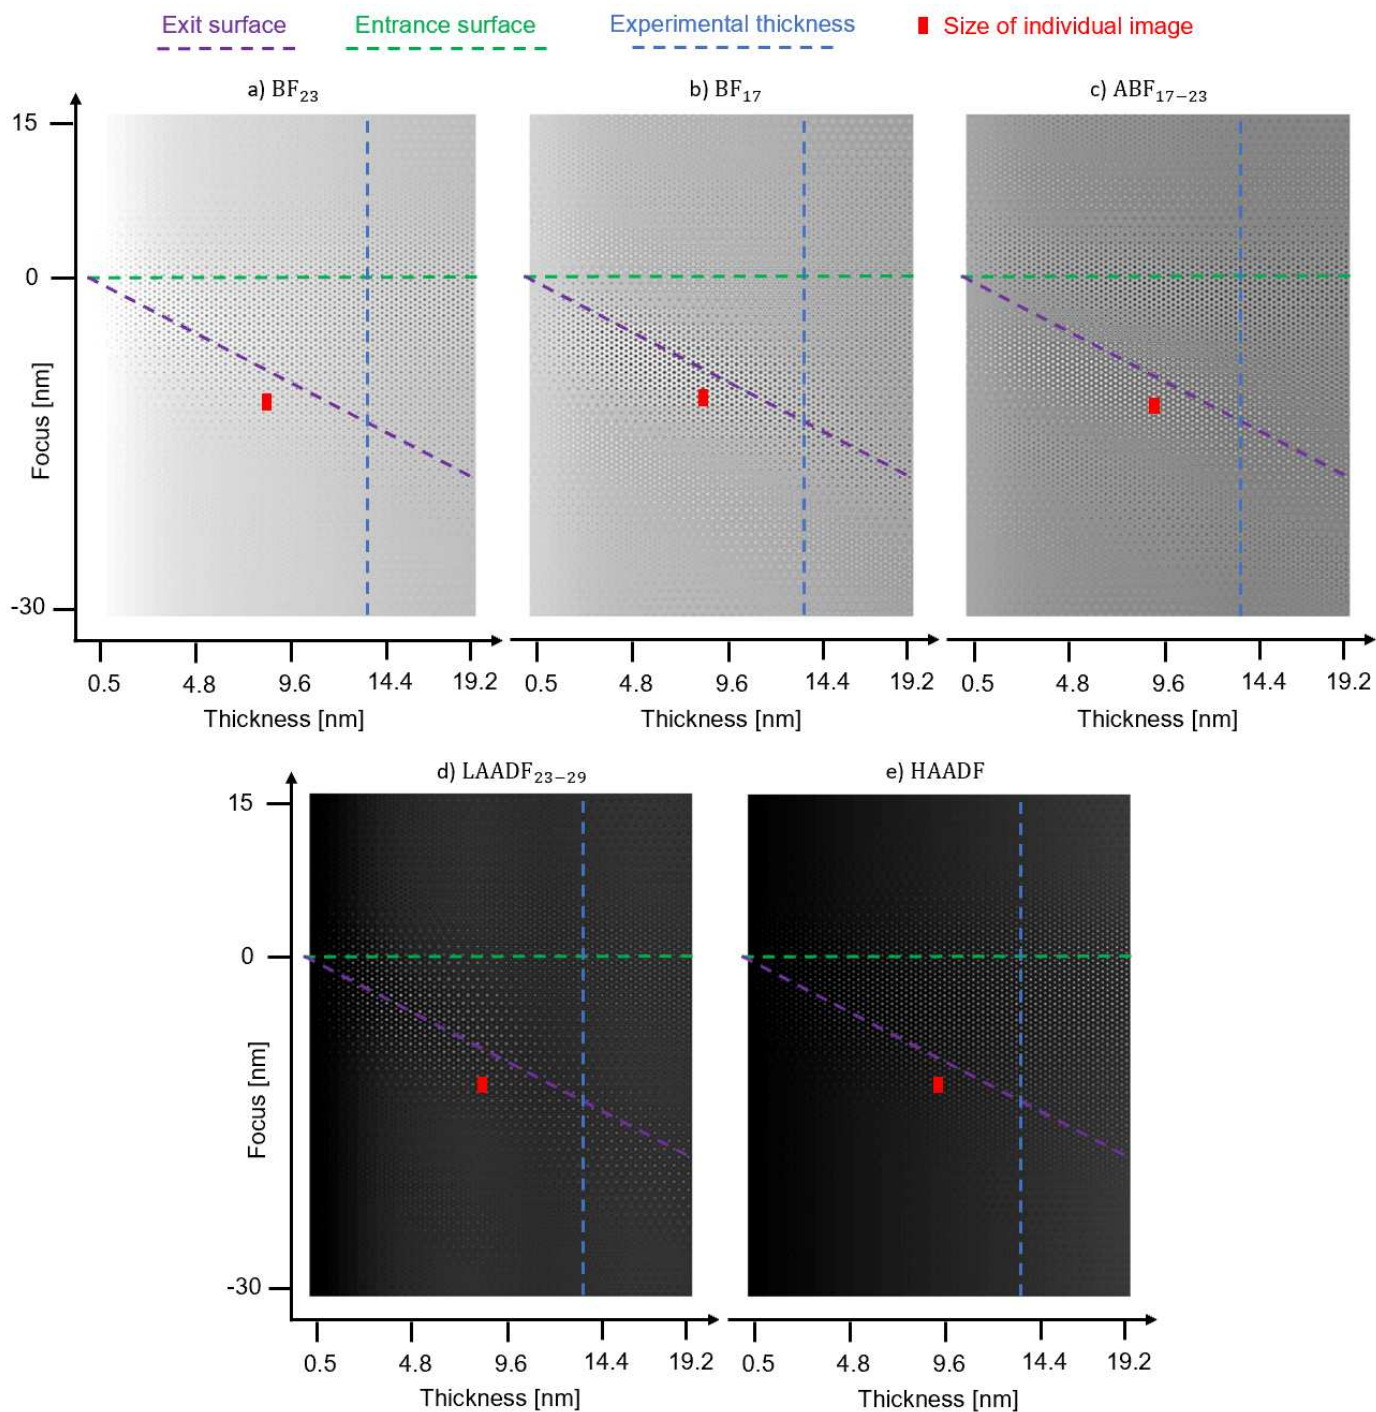 Exit surface Entrance surface Experimental thickness Size of individual image
a) BF₂₃ b) BF₁₇ c) ABF₁₇₋₂₃
15
0
-30
Focus [nm]
0.5 4.8 9.6 14.4 19.2 0.5 4.8 9.6 14.4 19.2 0.5 4.8 9.6 14.4 19.2
Thickness [nm] Thickness [nm] Thickness [nm]
d) LAADF₂₃₋₂₉ e) HAADF
15
0
-30
Focus [nm]
0.5 4.8 9.6 14.4 19.2 0.5 4.8 9.6 14.4 19.2
Thickness [nm] Thickness [nm]